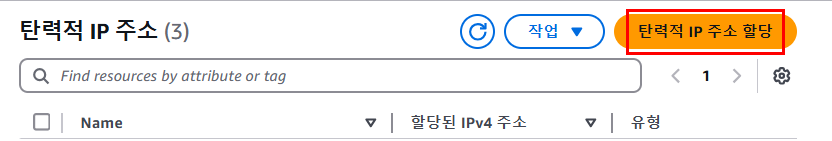 탄력적 IP 주소 (3)
작업
탄력적 IP 주소 할당
Find resources by attribute or tag
1
Name
할당된 IPv4 주소
유형